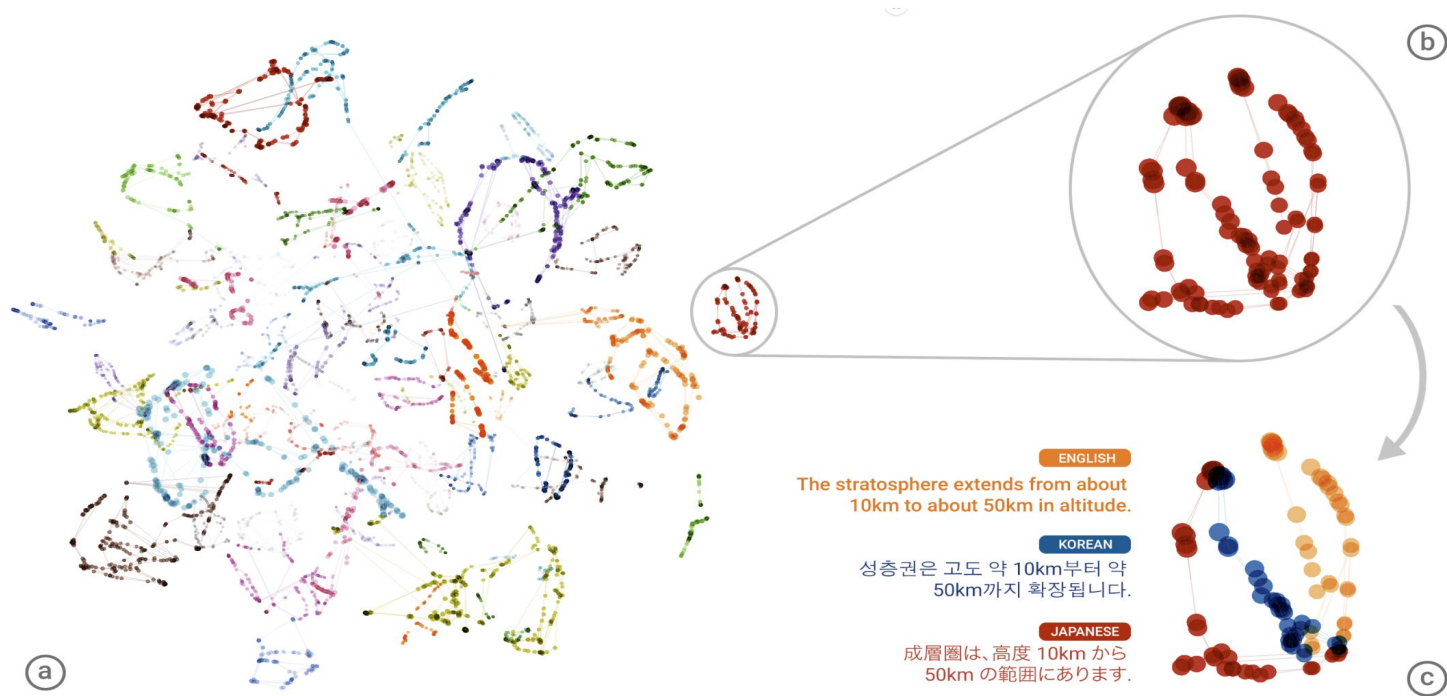 b
ENGLISH
The stratosphere extends from about
10km to about 50km in altitude.
KOREAN
성층권은 고도 약 10km부터 약
50km까지 확장됩니다.
JAPANESE
成層圏は、高度 10km から
50km の範囲にあります。
a
c